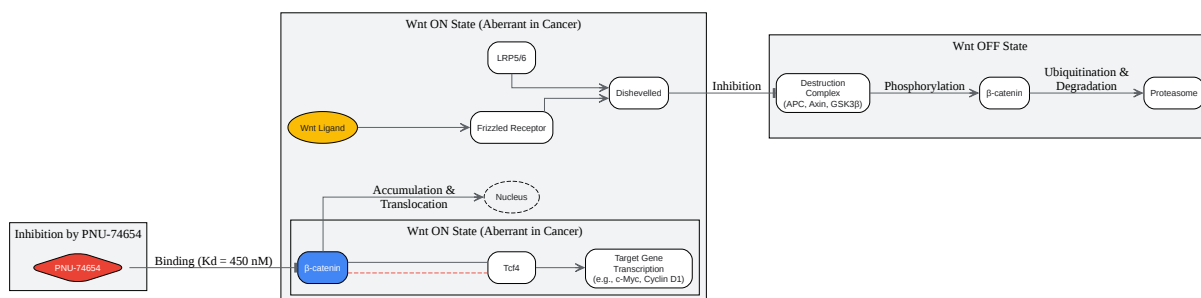 Wnt ON State (Aberrant in Cancer)
LRP5/6
Wnt OFF State
Dishevelled
Inhibition
Destruction
Complex
(APC, Axin, GSK3β)
Phosphorylation
β-catenin
Ubiquitination &
Degradation
Proteasome
Wnt Ligand
Frizzled Receptor
Accumulation &
Translocation
Nucleus
Inhibition by PNU-74654
PNU-74654
Binding (Kd = 450 nM)
Wnt ON State (Aberrant in Cancer)
β-catenin
Tcf4
Target Gene
Transcription
(e.g., c-Myc, Cyclin D1)